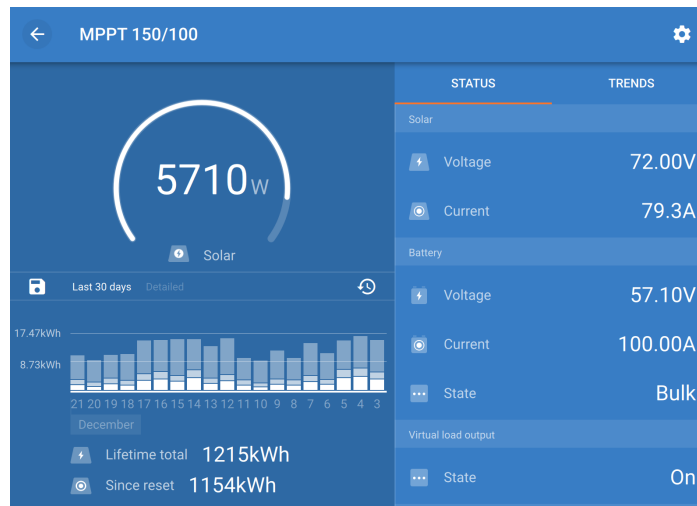 MPPT 150/100
5710W
Solar
Last 30 days Detailed
17.47kWh
8.73kWh
21 20 19 18 17 16 15 14 13 12 11 10 9 8 7 6 5 4 3
December
Lifetime total 1215kWh
Since reset 1154kWh
STATUS TRENDS
Solar
Voltage 72.00V
Current 79.3A
Battery
Voltage 57.10V
Current 100.00A
State Bulk
Virtual load output
State On